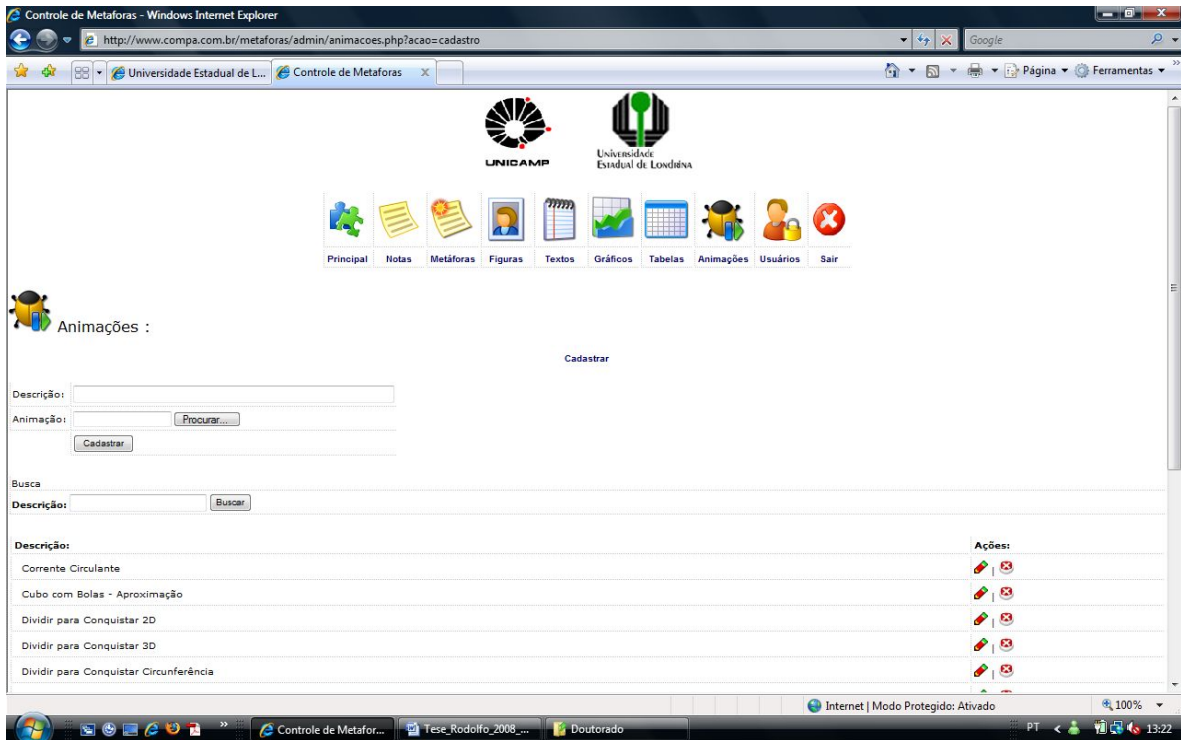 Controle de Metaforas - Windows Internet Explorer
http://www.compa.com.br/metaforas/admin/animacoes.php?acao=cadastro
Google
Universidade Estadual de L...
Controle de Metaforas
Página
Ferramentas
UNICAMP
Universidade
Estadual de Londrina
Principal Notas Metáforas Figuras Textos Gráficos Tabelas Animações Usuários Sair
Animações :
Cadastrar
Descrição:
Animação: Procurar...
Cadastrar
Busca
Descrição: Buscar
Descrição: Ações:
Corrente Circulante |
Cubo com Bolas - Aproximação |
Dividir para Conquistar 2D |
Dividir para Conquistar 3D |
Dividir para Conquistar Circunferência |
Internet | Modo Protegido: Ativado 100%
Controle de Metafor... Tese_Rodolfo_2008_... Doutorado PT 13:22